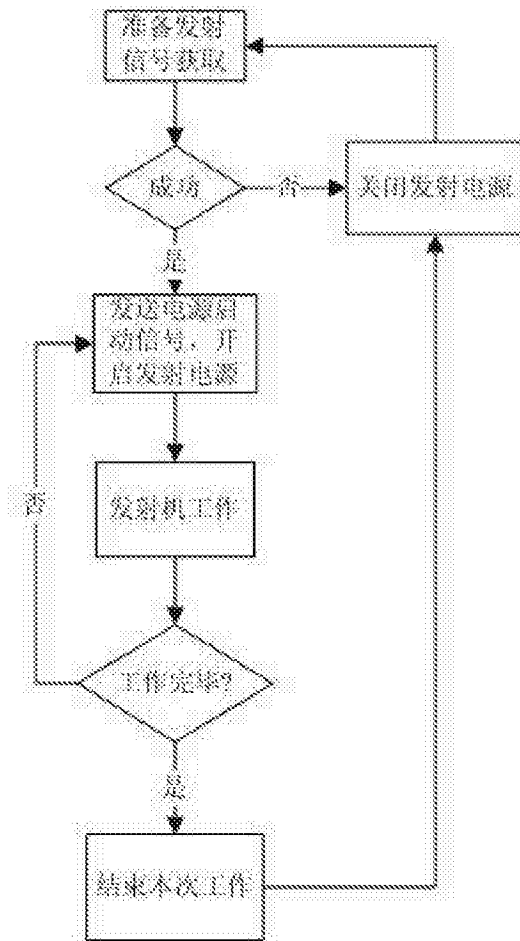 准备发射
信号获取
成功
否
关闭发射电源
是
发送电源启
动信号，开
启发射电源
发射机工作
否
工作完毕?
是
结束本次工作